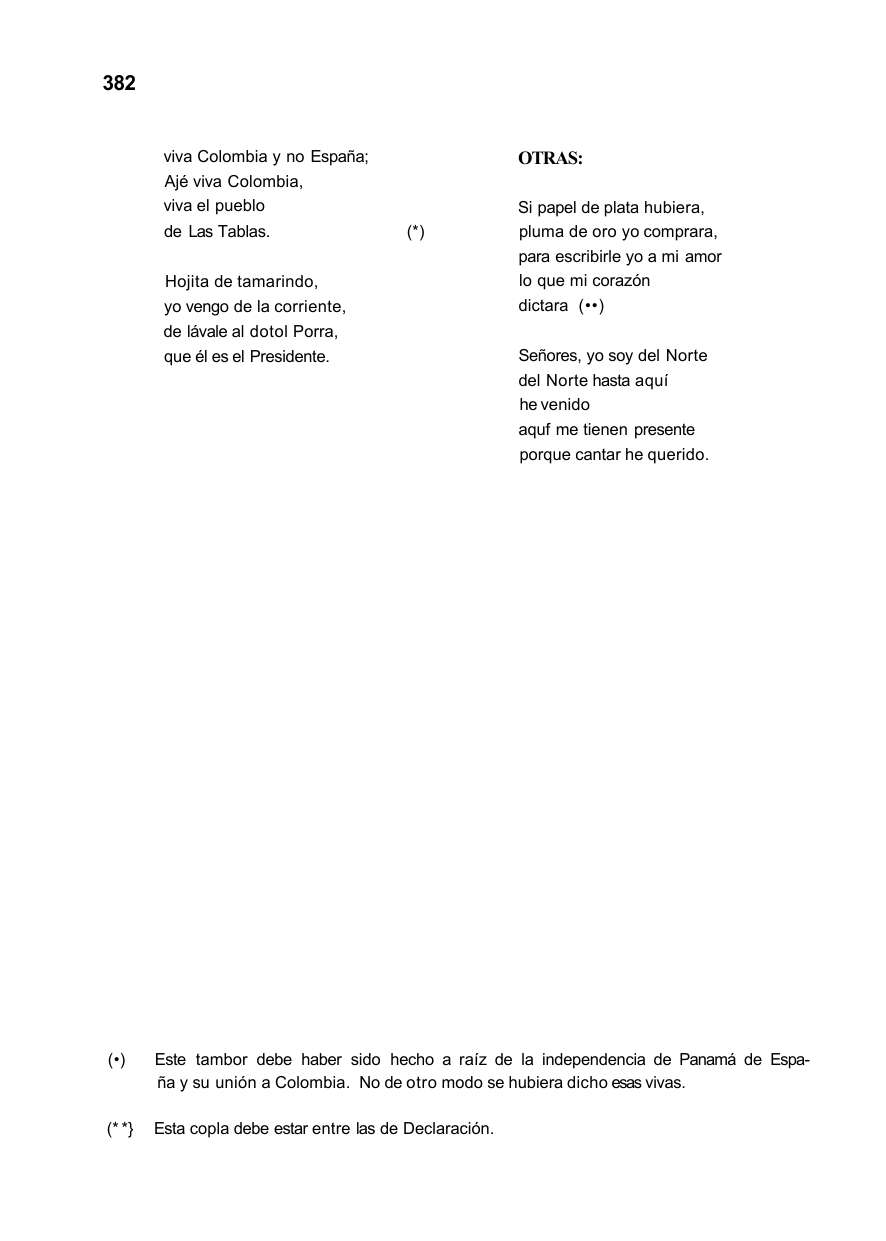 382
viva Colombia y no España;
Ajé viva Colombia,
viva el pueblo
de Las Tablas. (*)
Hojita de tamarindo,
yo vengo de la corriente,
de lávale al dotol Porra,
que él es el Presidente.
OTRAS:
Si papel de plata hubiera,
pluma de oro yo comprara,
para escribirle yo a mi amor
lo que mi corazón
dictara (••)
Señores, yo soy del Norte
del Norte hasta aquí
he venido
aquf me tienen presente
porque cantar he querido.
(•) Este tambor debe haber sido hecho a raíz de la independencia de Panamá de Espa-
ña y su unión a Colombia. No de otro modo se hubiera dicho esas vivas.
(**} Esta copla debe estar entre las de Declaración.